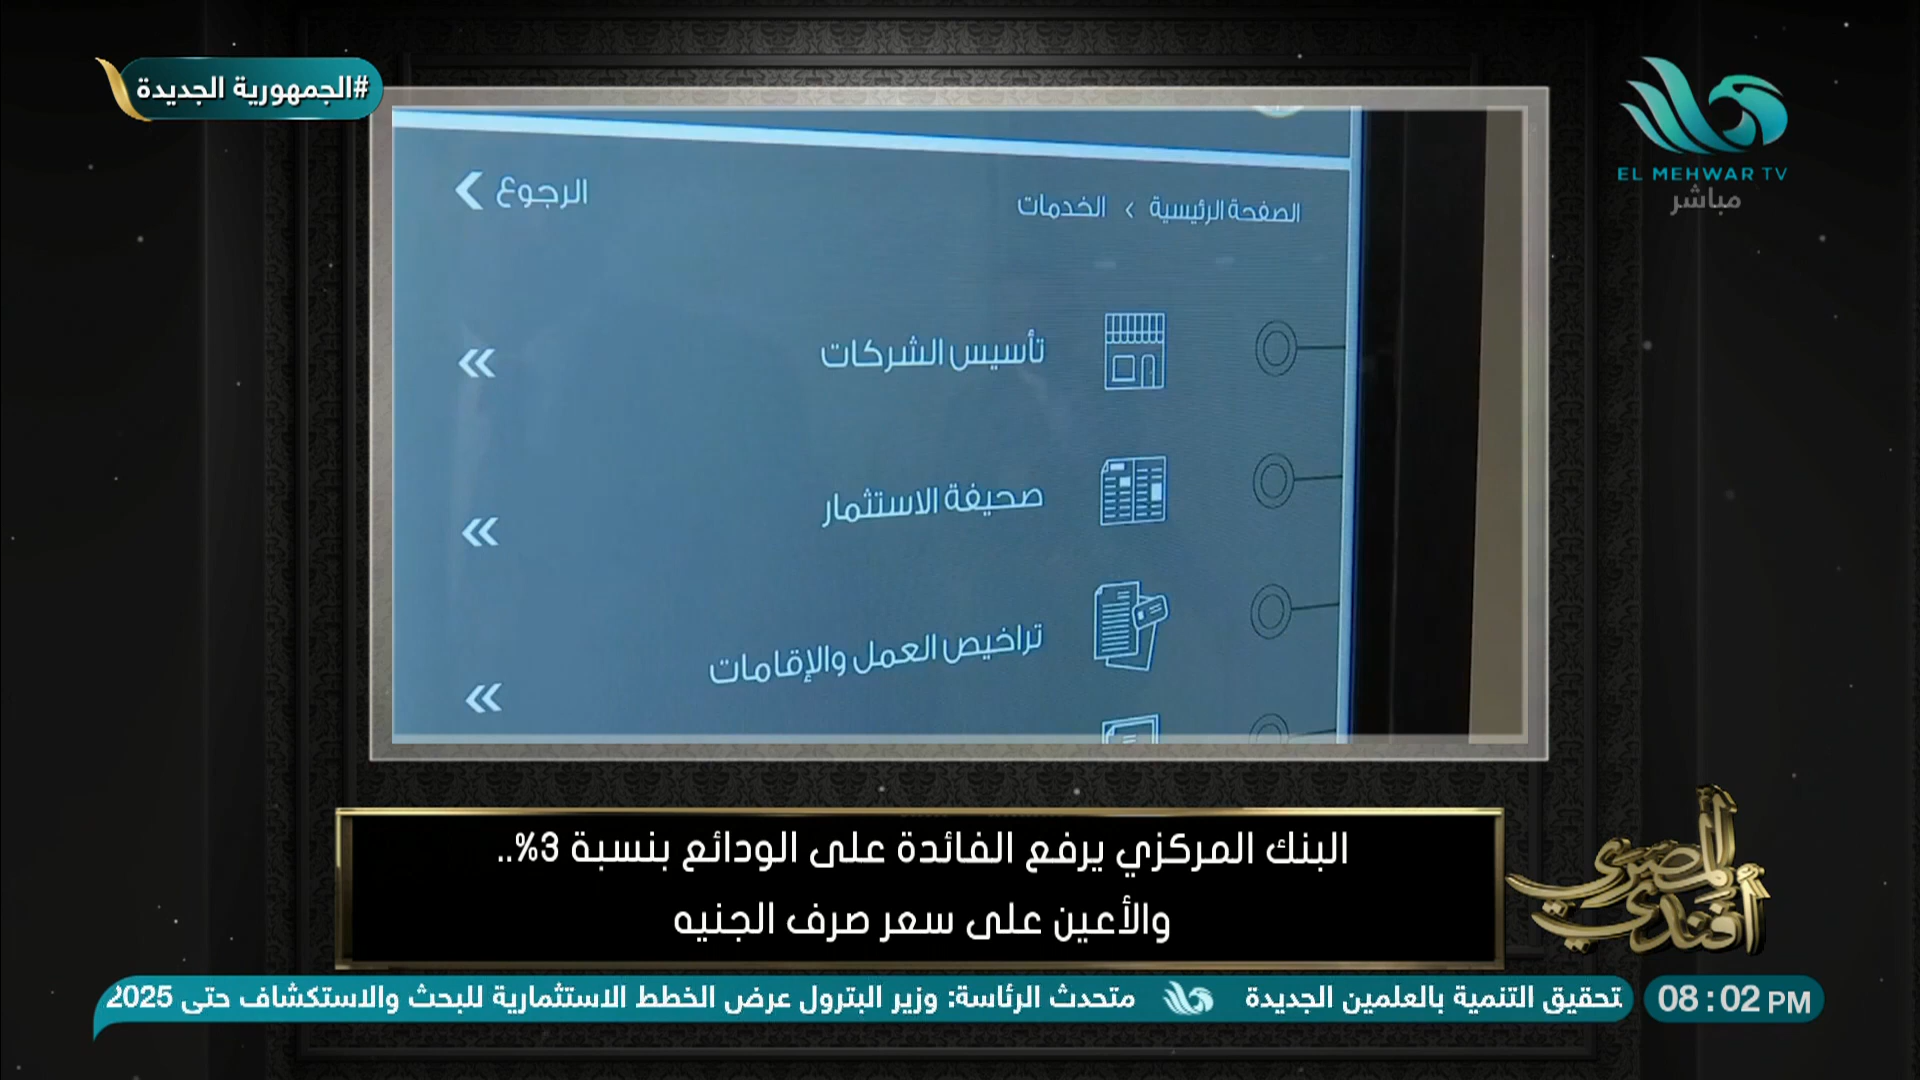 #الجمهورية الجديدة
EL MEHWAR TV
مباشر
الصفحة الرئيسية > الخدمات
الرجوع
تأسيس الشركات
صحيفة الاستثمار
تراخيص العمل والإقامات
البنك المركزي يرفع الفائدة على الودائع بنسبة 3%..
والأعين على سعر صرف الجنيه
المصري أفندي
تحقيق التنمية بالعلمين الجديدة
متحدث الرئاسة: وزير البترول عرض الخطط الاستثمارية للبحث والاستكشاف حتى 2025
08:02 PM